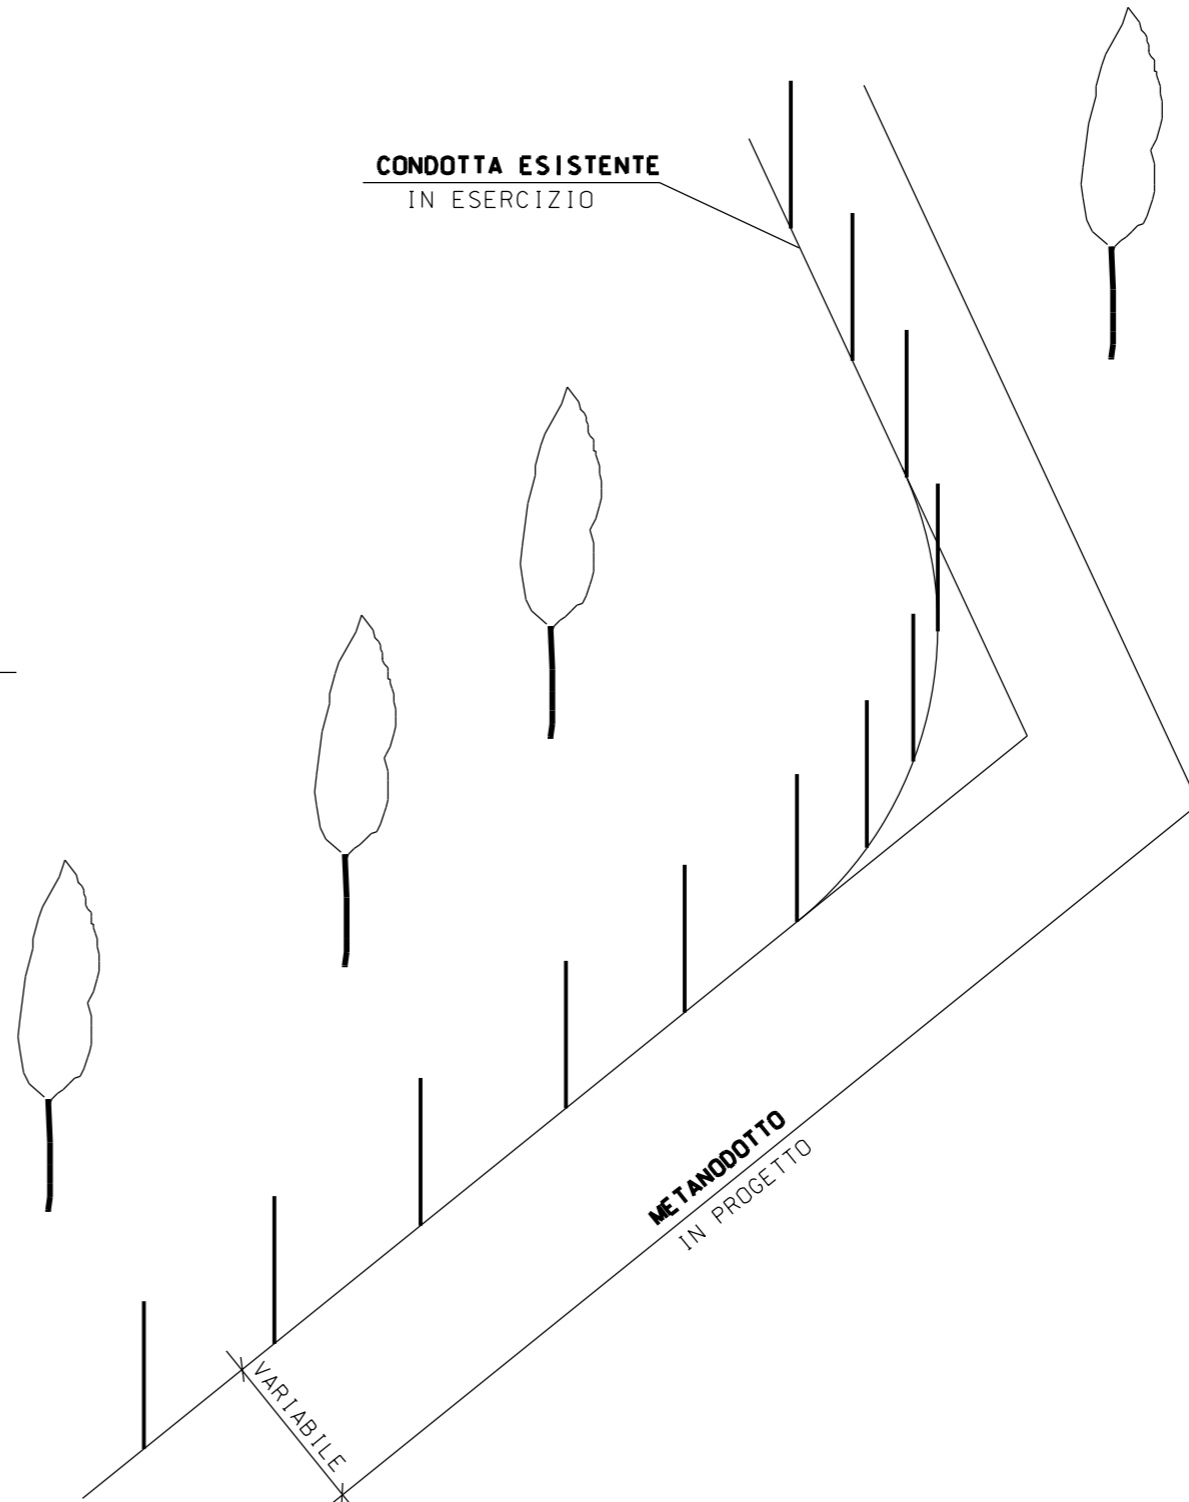 CONDOTTA ESISTENTE
IN ESERCIZIO
METANODOTTO
IN PROGETTO
VARIABILE